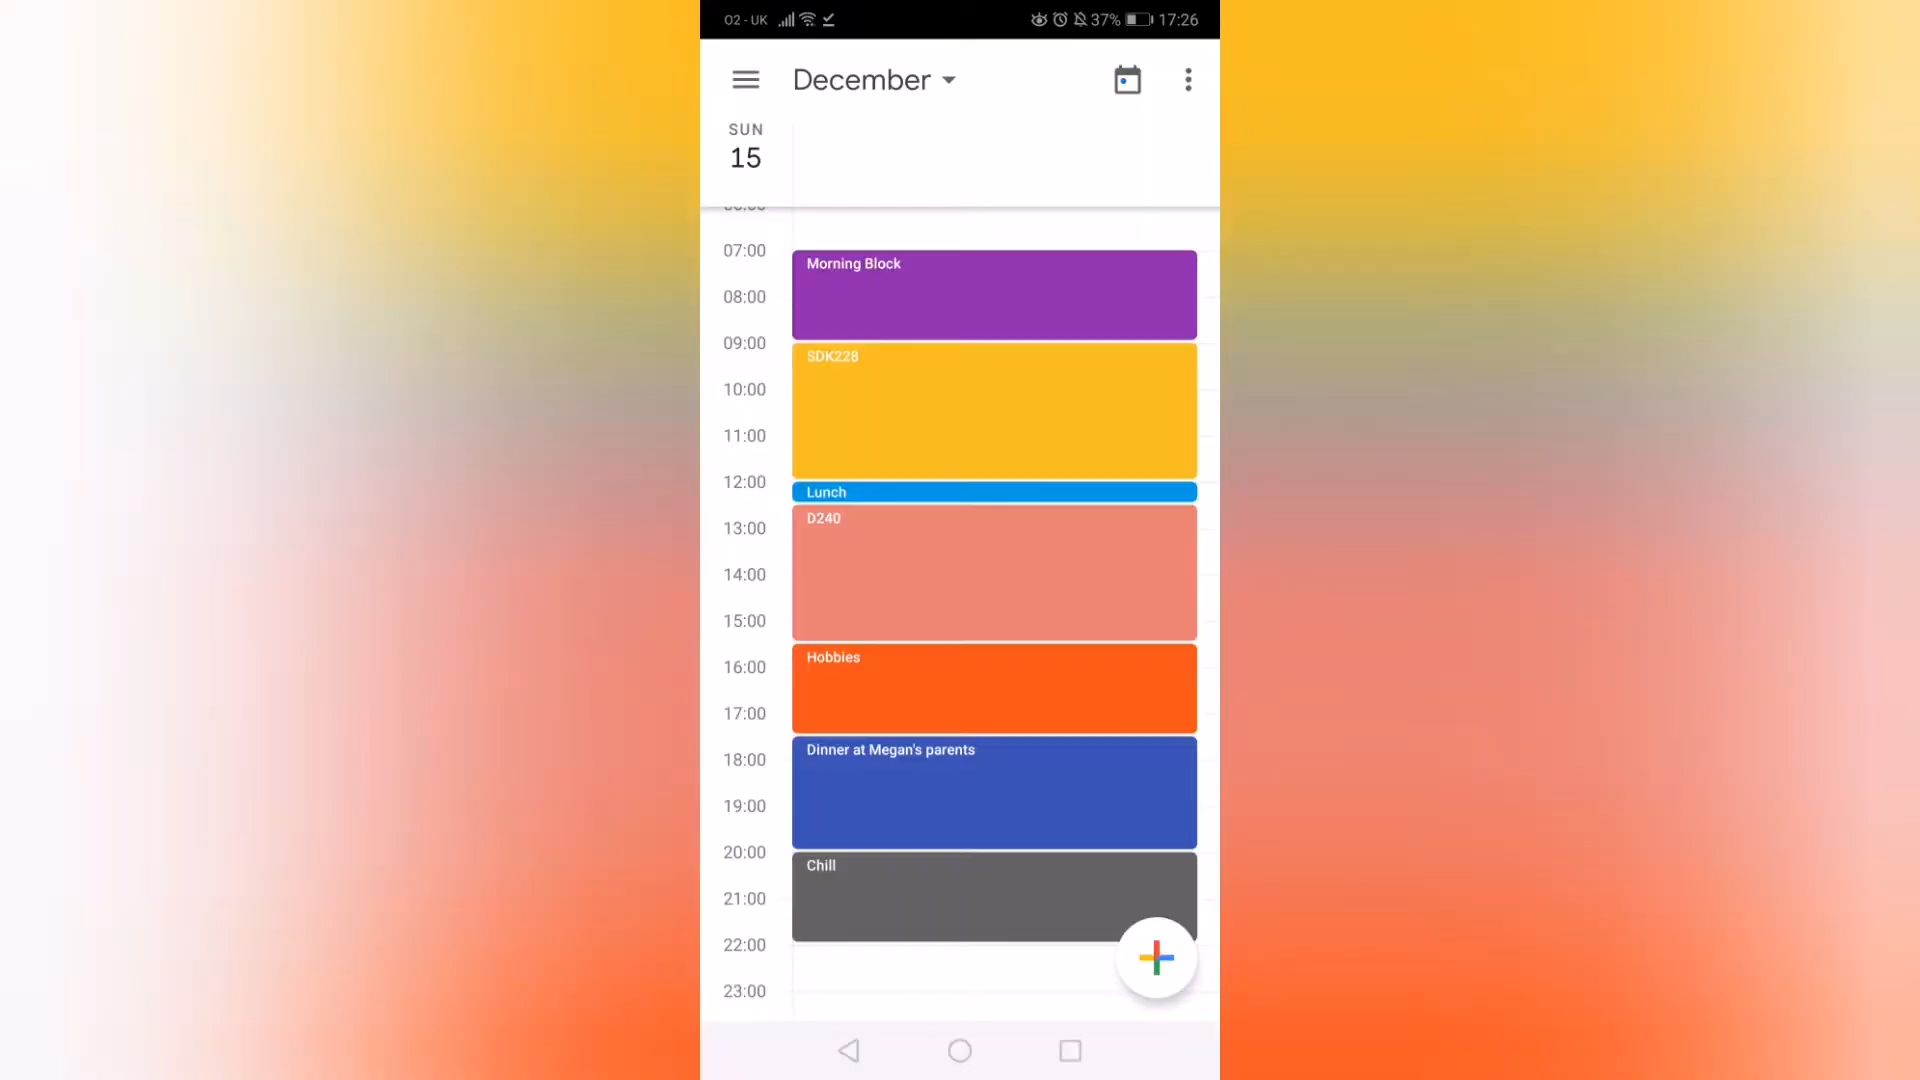 O2 - UK 37% 17:26
December
SUN
15
07:00
Morning Block
08:00
09:00
SDK228
10:00
11:00
12:00
Lunch
D240
13:00
14:00
15:00
Hobbies
16:00
17:00
Dinner at Megan's parents
18:00
19:00
20:00
Chill
21:00
22:00
23:00